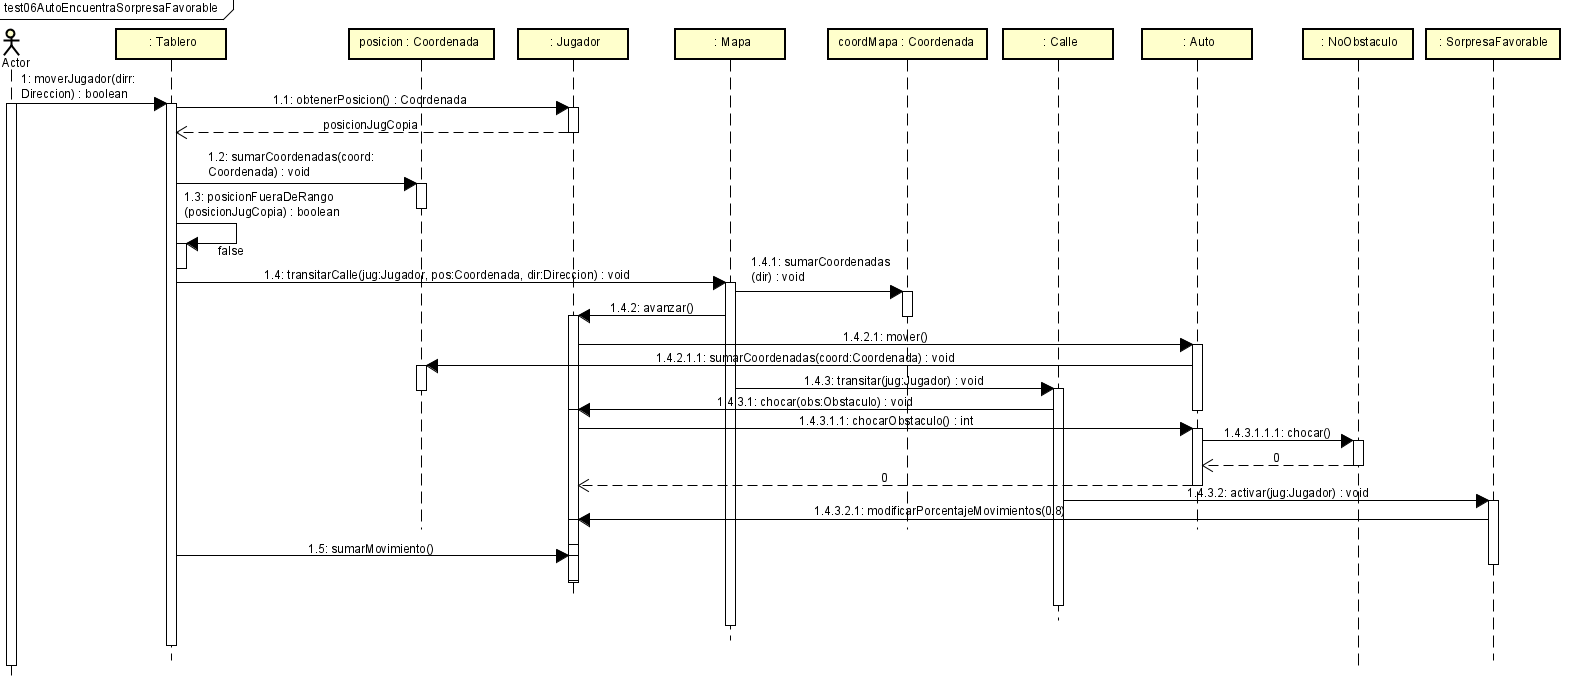 test06AutoEncuentraSorpresaFavorable
Actor
: Tablero
posicion : Coordenada
: Jugador
: Mapa
coordMapa : Coordenada
: Calle
: Auto
: NoObstaculo
: SorpresaFavorable
1: moverJugador(dirr:
Direccion) : boolean
1.1: obtenerPosicion() : Coordenada
posicionJugCopia
1.2: sumarCoordenadas(coord:
Coordenada) : void
1.3: posicionFueraDeRango
(posicionJugCopia) : boolean
false
1.4: transitarCalle(jug:Jugador, pos:Coordenada, dir:Direccion) : void
1.4.1: sumarCoordenadas
(dir) : void
1.4.2: avanzar()
1.4.2.1: mover()
1.4.2.1.1: sumarCoordenadas(coord:Coordenada) : void
1.4.3: transitar(jug:Jugador) : void
1.4.3.1: chocar(obs:Obstaculo) : void
1.4.3.1.1: chocarObstaculo() : int
1.4.3.1.1.1: chocar()
0
0
1.4.3.2: activar(jug:Jugador) : void
1.4.3.2.1: modificarPorcentajeMovimientos(0.8)
1.5: sumarMovimiento()